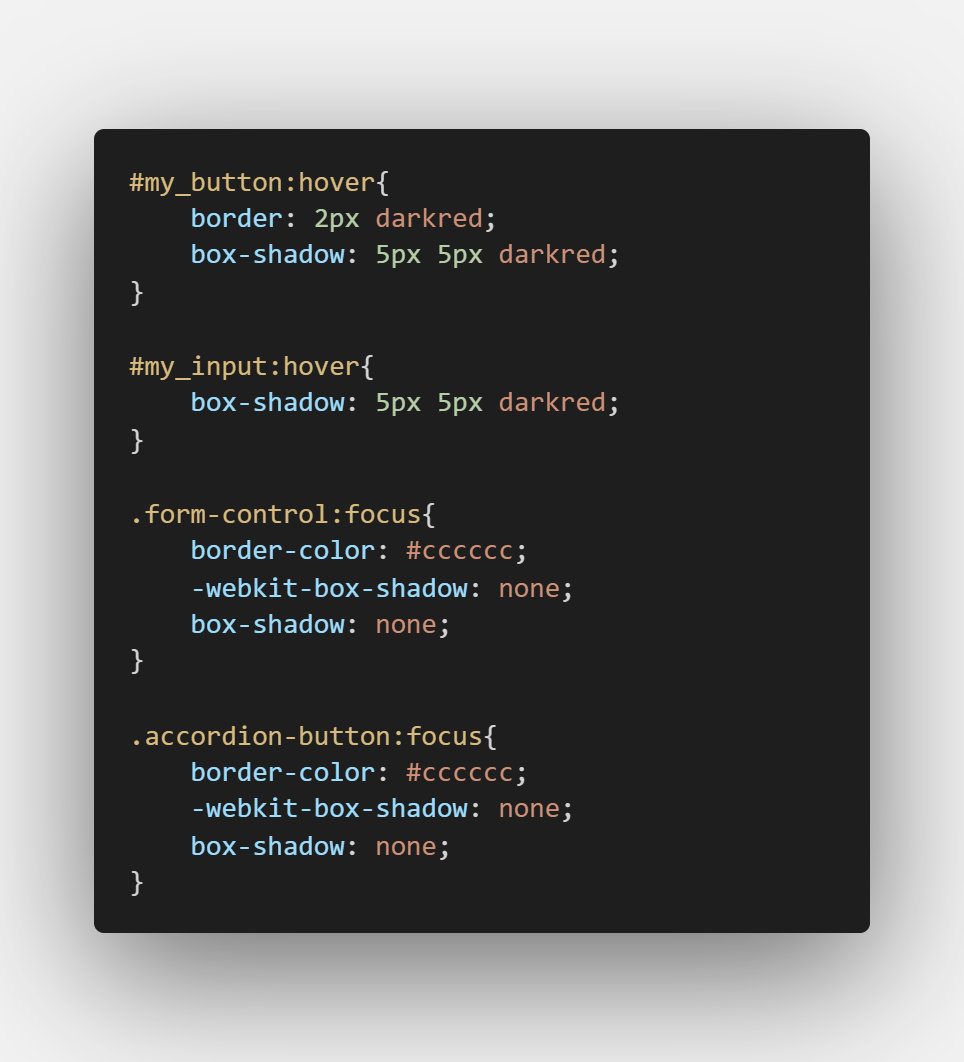 #my_button:hover{
    border: 2px darkred;
    box-shadow: 5px 5px darkred;
}

#my_input:hover{
    box-shadow: 5px 5px darkred;
}

.form-control:focus{
    border-color: #cccccc;
    -webkit-box-shadow: none;
    box-shadow: none;
}

.accordion-button:focus{
    border-color: #cccccc;
    -webkit-box-shadow: none;
    box-shadow: none;
}